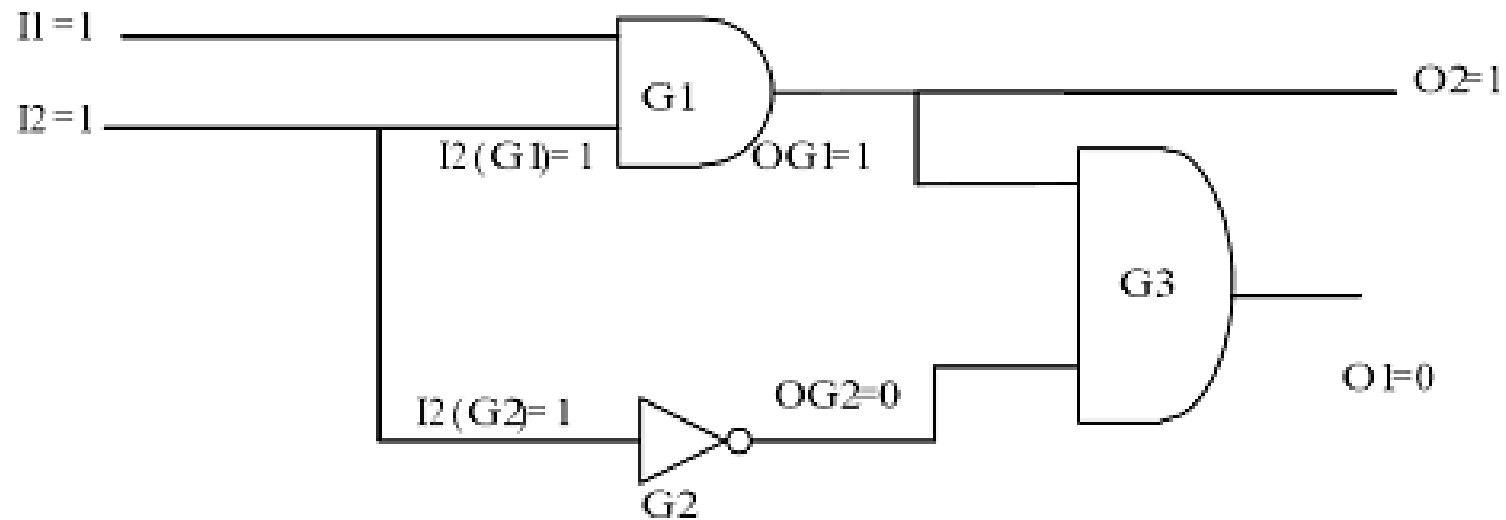 I1=1
G1
O2=1
I2=1
I2(G1)=1
OG1=1
G3
O1=0
OG2=0
I2(G2)=1
G2